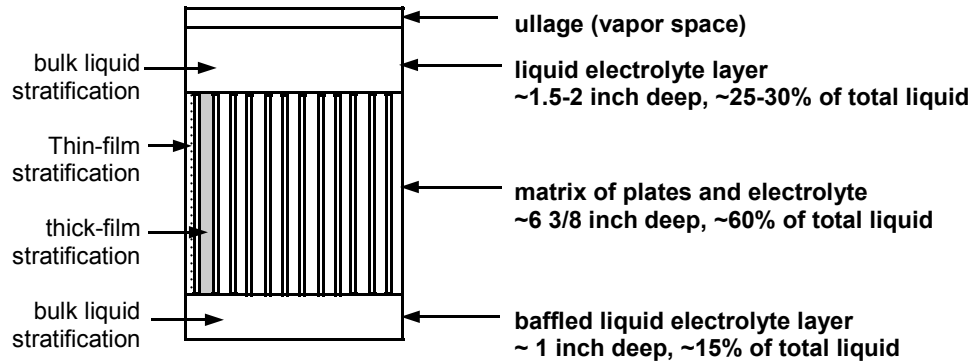 ullage (vapor space)
bulk liquid
stratification
liquid electrolyte layer
~1.5-2 inch deep, ~25-30% of total liquid
Thin-film
stratification
matrix of plates and electrolyte
~6 3/8 inch deep, ~60% of total liquid
thick-film
stratification
bulk liquid
stratification
baffled liquid electrolyte layer
~ 1 inch deep, ~15% of total liquid